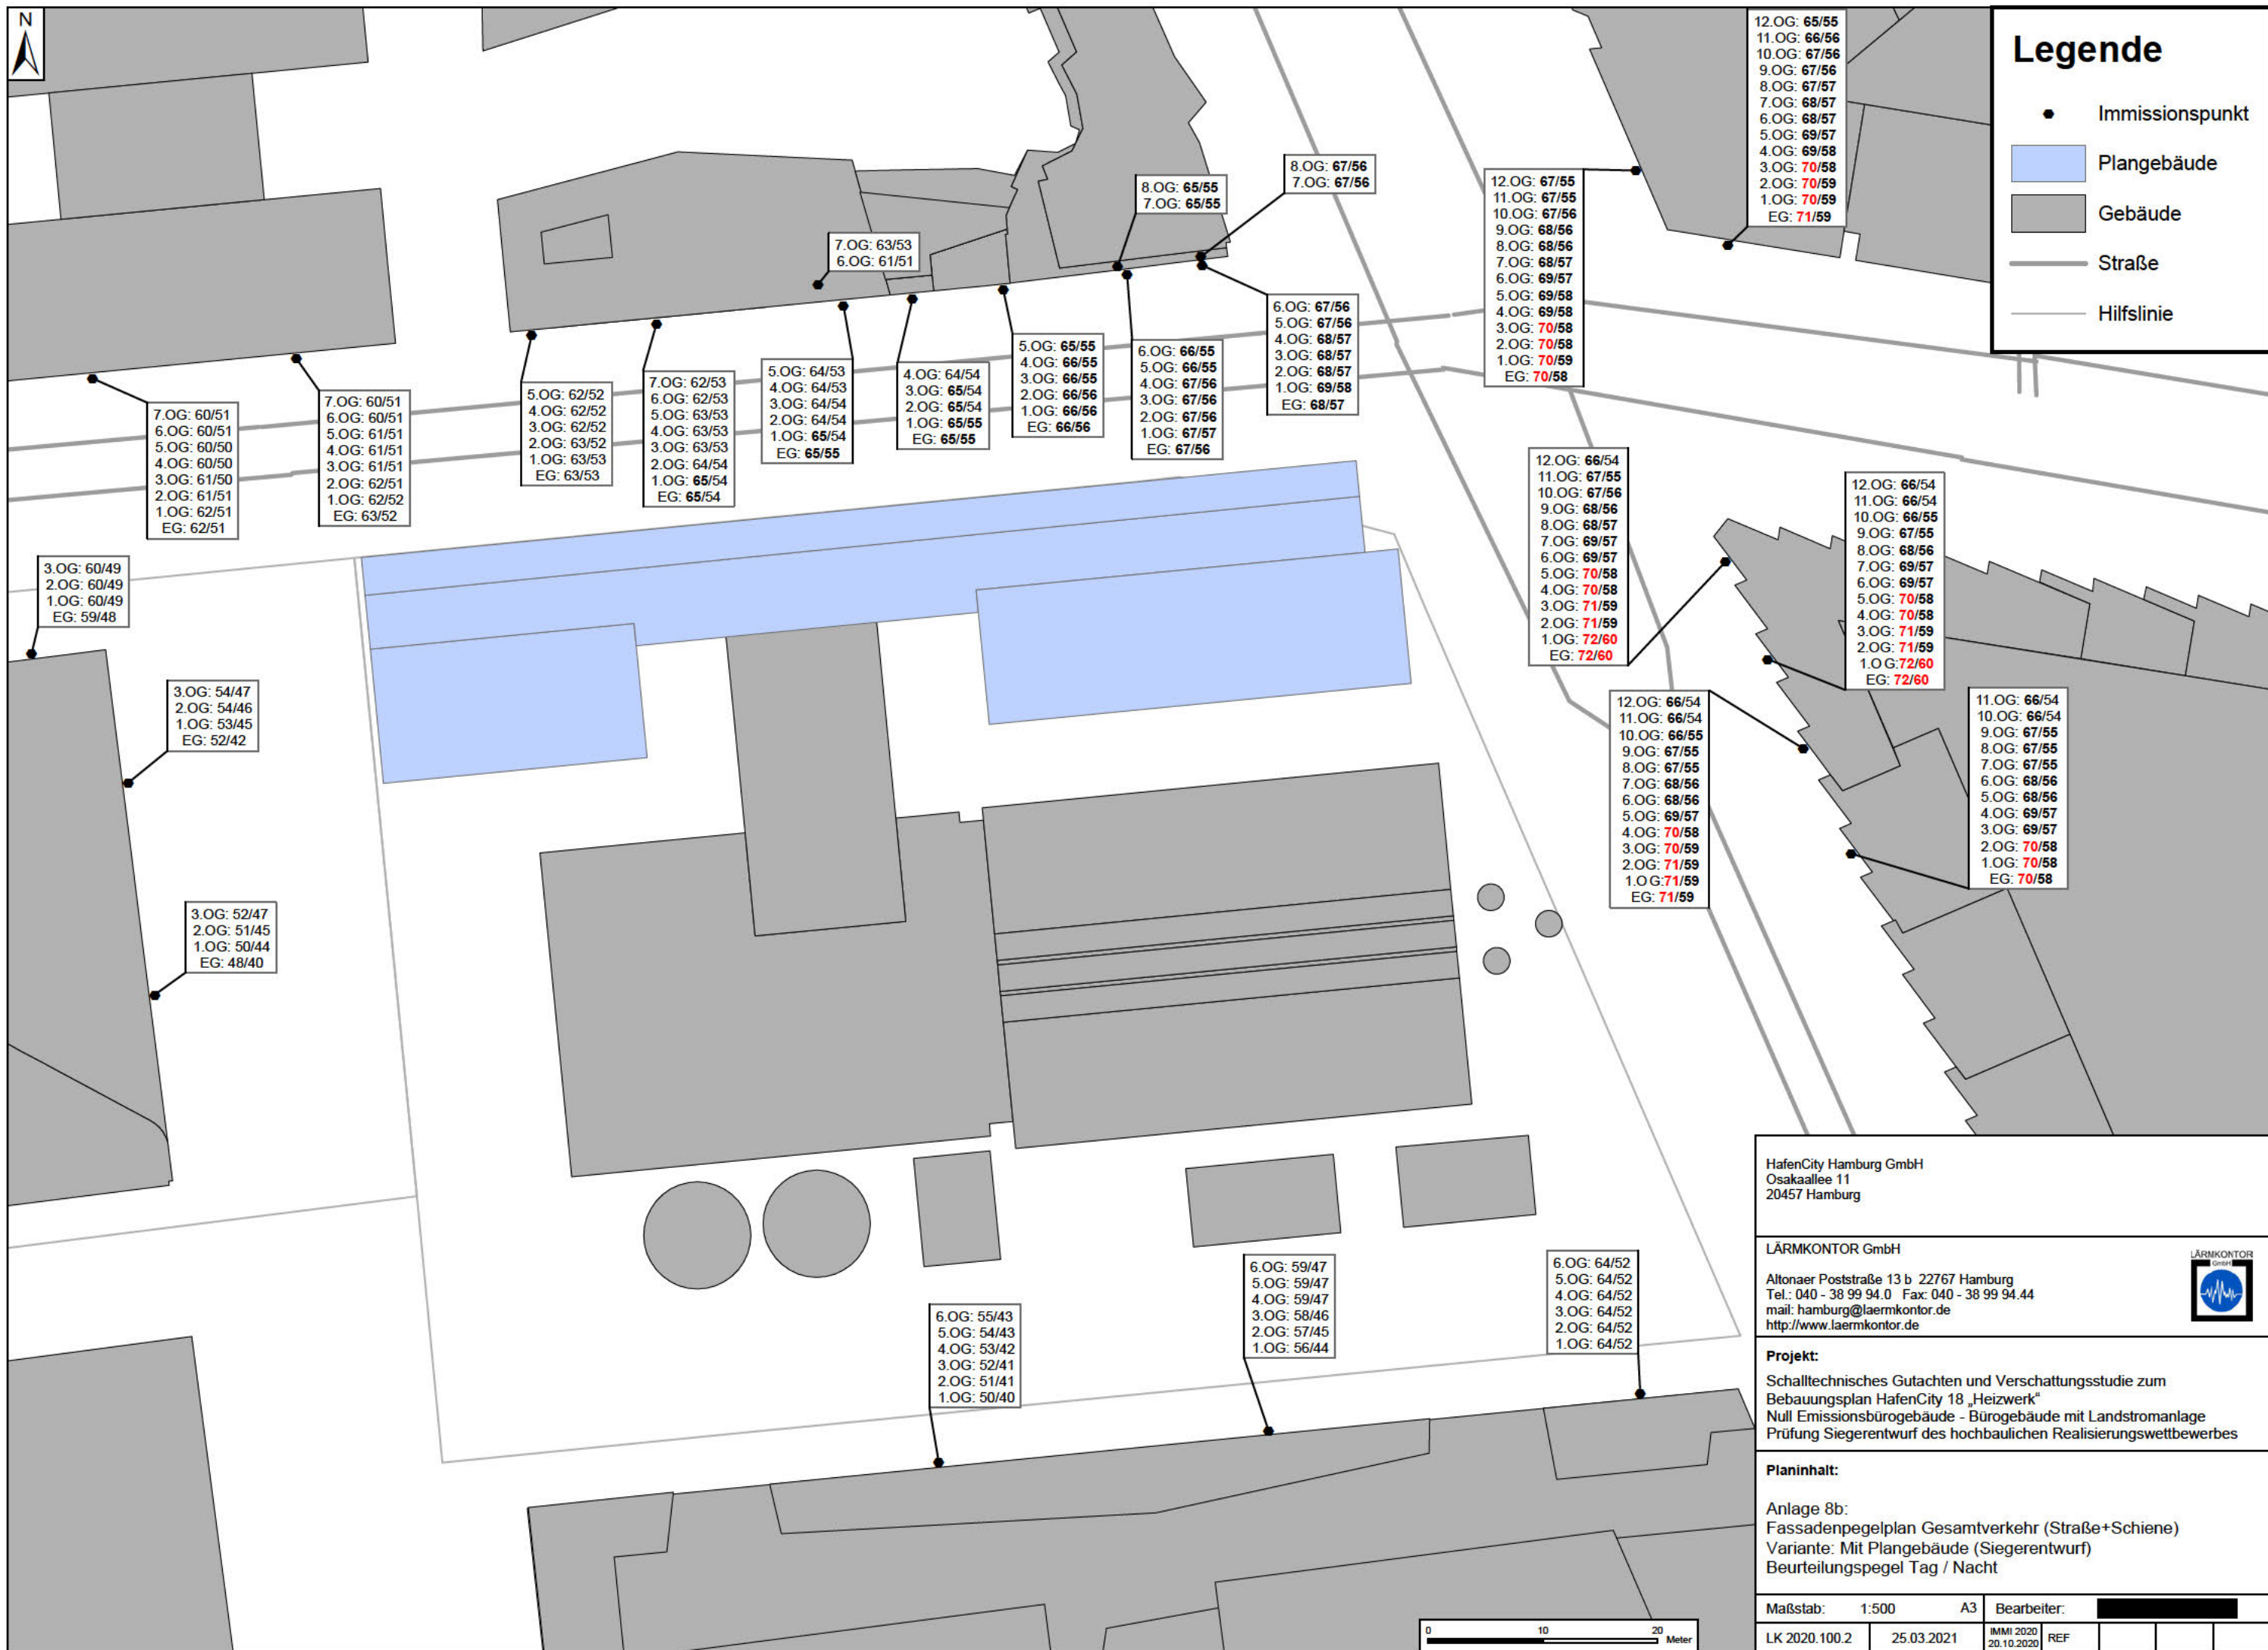 N
12.OG: 65/55
11.OG: 66/56
10.OG: 67/56
9.OG: 67/56
8.OG: 67/57
7.OG: 68/57
6.OG: 68/57
5.OG: 69/57
4.OG: 69/58
3.OG: 70/58
2.OG: 70/59
1.OG: 70/59
EG: 71/59
Legende
Immissionspunkt
Plangebäude
Gebäude
Straße
Hilfslinie
8.OG: 67/56
7.OG: 67/56
8.OG: 65/55
7.OG: 65/55
12.OG: 67/55
11.OG: 67/55
10.OG: 67/56
9.OG: 68/56
8.OG: 68/56
7.OG: 68/57
6.OG: 69/57
5.OG: 69/58
4.OG: 69/58
3.OG: 70/58
2.OG: 70/58
1.OG: 70/59
EG: 70/58
7.OG: 63/53
6.OG: 61/51
7.OG: 60/51
6.OG: 60/51
5.OG: 60/50
4.OG: 60/50
3.OG: 61/50
2.OG: 61/51
1.OG: 62/51
EG: 62/51
7.OG: 60/51
6.OG: 60/51
5.OG: 61/51
4.OG: 61/51
3.OG: 61/51
2.OG: 62/51
1.OG: 62/52
EG: 63/52
5.OG: 62/52
4.OG: 62/52
3.OG: 62/52
2.OG: 63/52
1.OG: 63/53
EG: 63/53
7.OG: 62/53
6.OG: 62/53
5.OG: 63/53
4.OG: 63/53
3.OG: 63/53
2.OG: 64/54
1.OG: 65/54
EG: 65/54
5.OG: 64/53
4.OG: 64/53
3.OG: 64/54
2.OG: 64/54
1.OG: 65/54
EG: 65/55
4.OG: 64/54
3.OG: 65/54
2.OG: 65/54
1.OG: 65/55
EG: 65/55
5.OG: 65/55
4.OG: 66/55
3.OG: 66/55
2.OG: 66/56
1.OG: 66/56
EG: 66/56
6.OG: 66/55
5.OG: 66/55
4.OG: 67/56
3.OG: 67/56
2.OG: 67/56
1.OG: 67/57
EG: 67/56
6.OG: 67/56
5.OG: 67/56
4.OG: 68/57
3.OG: 68/57
2.OG: 68/57
1.OG: 69/58
EG: 68/57
12.OG: 66/54
11.OG: 67/55
10.OG: 67/56
9.OG: 68/56
8.OG: 68/57
7.OG: 69/57
6.OG: 69/57
5.OG: 70/58
4.OG: 70/58
3.OG: 71/59
2.OG: 71/59
1.OG: 72/60
EG: 72/60
12.OG: 66/54
11.OG: 66/54
10.OG: 66/55
9.OG: 67/55
8.OG: 68/56
7.OG: 69/57
6.OG: 69/57
5.OG: 70/58
4.OG: 70/58
3.OG: 71/59
2.OG: 71/59
1.O G:72/60
EG: 72/60
3.OG: 60/49
2.OG: 60/49
1.OG: 60/49
EG: 59/48
3.OG: 54/47
2.OG: 54/46
1.OG: 53/45
EG: 52/42
12.OG: 66/54
11.OG: 66/54
10.OG: 66/55
9.OG: 67/55
8.OG: 67/55
7.OG: 68/56
6.OG: 68/56
5.OG: 69/57
4.OG: 70/58
3.OG: 70/59
2.OG: 71/59
1.O G:71/59
EG: 71/59
11.OG: 66/54
10.OG: 66/54
9.OG: 67/55
8.OG: 67/55
7.OG: 67/55
6.OG: 68/56
5.OG: 68/56
4.OG: 69/57
3.OG: 69/57
2.OG: 70/58
1.OG: 70/58
EG: 70/58
3.OG: 52/47
2.OG: 51/45
1.OG: 50/44
EG: 48/40
6.OG: 55/43
5.OG: 54/43
4.OG: 53/42
3.OG: 52/41
2.OG: 51/41
1.OG: 50/40
6.OG: 59/47
5.OG: 59/47
4.OG: 59/47
3.OG: 58/46
2.OG: 57/45
1.OG: 56/44
6.OG: 64/52
5.OG: 64/52
4.OG: 64/52
3.OG: 64/52
2.OG: 64/52
1.OG: 64/52
HafenCity Hamburg GmbH
Osakaallee 11
20457 Hamburg
LÄRMKONTOR GmbH
Altonaer Poststraße 13 b 22767 Hamburg
Tel.: 040 - 38 99 94.0 Fax: 040 - 38 99 94.44
mail: hamburg@laermkontor.de
http://www.laermkontor.de
LÄRMKONTOR
GmbH
Projekt:
Schalltechnisches Gutachten und Verschattungsstudie zum
Bebauungsplan HafenCity 18 „Heizwerk“
Null Emissionsbürogebäude - Bürogebäude mit Landstromanlage
Prüfung Siegerentwurf des hochbaulichen Realisierungswettbewerbes
Planinhalt:
Anlage 8b:
Fassadenpegelplan Gesamtverkehr (Straße+Schiene)
Variante: Mit Plangebäude (Siegerentwurf)
Beurteilungspegel Tag / Nacht
Maßstab: 1:500 A3 Bearbeiter:
LK 2020.100.2 25.03.2021 IMMI 2020 REF
20.10.2020
0 10 20 Meter